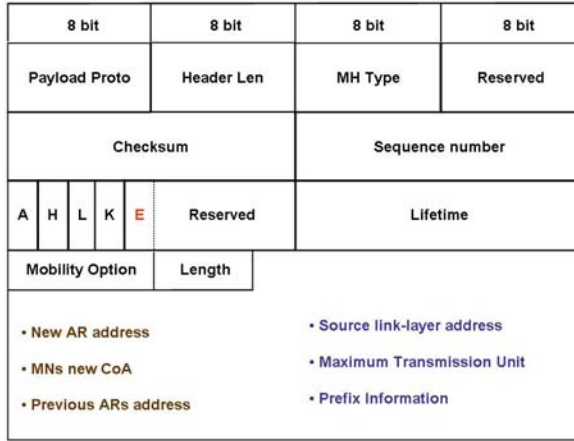 8 bit 8 bit 8 bit 8 bit
Payload Proto Header Len MH Type Reserved
Checksum Sequence number
A H L K E Reserved Lifetime
Mobility Option Length
• New AR address
• MNs new CoA
• Previous ARs address
• Source link-layer address
• Maximum Transmission Unit
• Prefix Information